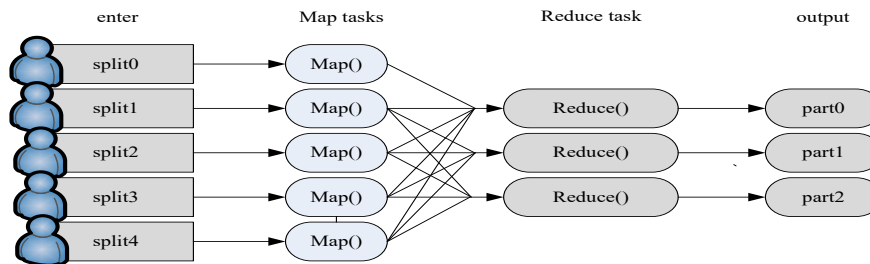 enter Map tasks Reduce task output
split0 Map()
split1 Map() Reduce() part0
split2 Map() Reduce() part1
split3 Map() Reduce() part2
split4 Map()